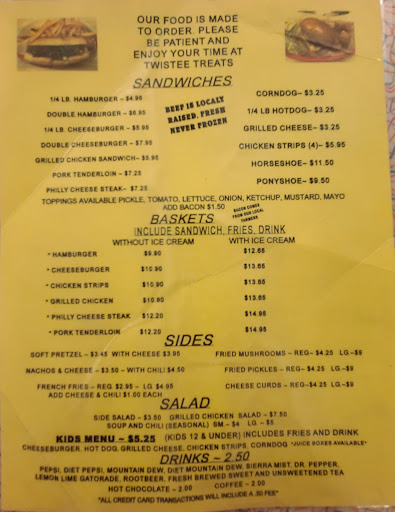 OUR FOOD IS MADE
TO ORDER. PLEASE
BE PATIENT AND
ENJOY YOUR TIME AT
TWISTEE TREATS
SANDWICHES
1/4 LB. HAMBURGER ~ $4.95
DOUBLE HAMBURGER ~ $6.95
1/4 LB. CHEESEBURGER ~ $5.95
DOUBLE CHEESEBURGER ~ $7.95
GRILLED CHICKEN SANDWICH~ $5.95
PORK TENDERLOIN ~ $7.25
PHILLY CHEESE STEAK~ $7.25
BEEF IS LOCALY
RAISED, FRESH
NEVER FROZEN
CORNDOG~ $3.25
1/4 LB HOTDOG~ $3.25
GRILLED CHEESE~ $3.25
CHICKEN STRIPS (4)~ $5.95
HORSESHOE~ $11.50
PONYSHOE~ $9.50
TOPPINGS AVAILABLE PICKLE, TOMATO, LETTUCE, ONION, KETCHUP, MUSTARD, MAYO
ADD BACON $1.50
BACON COMES
FROM OUR LOCAL
FARMERS
BASKETS
INCLUDE SANDWICH, FRIES, DRINK
WITHOUT ICE CREAM WITH ICE CREAM
* HAMBURGER $9.90 $12.65
* CHEESEBURGER $10.90 $13.65
* CHICKEN STRIPS $10.90 $13.65
* GRILLED CHICKEN $10.90 $13.65
* PHILLY CHEESE STEAK $12.20 $14.95
* PORK TENDERLOIN $12.20 $14.95
SIDES
SOFT PRETZEL ~ $3.45 WITH CHEESE $3.95
NACHOS & CHEESE ~ $3.50 ~ WITH CHILI $4.50
FRENCH FRIES ~ REG $2.95 ~ LG $4.95
ADD CHEESE & CHILI $1.00 EACH
FRIED MUSHROOMS ~ REG~ $4.25 LG.~$9
FRIED PICKLES ~ REG~ $4.25 LG.~$9
CHEESE CURDS ~ REG~ $4.25 LG.~$9
SALAD
SIDE SALAD ~ $3.50 GRILLED CHICKEN SALAD ~ $7.50
SOUP AND CHILI (SEASONAL) SM ~ $4 LG ~ $5
KIDS MENU ~ $5.25 (KIDS 12 & UNDER) INCLUDES FRIES AND DRINK
CHEESEBURGER, HOT DOG, GRILLED CHEESE, CHICKEN STRIPS, CORNDOG *JUICE BOXES AVAILABLE*
DRINKS ~ 2.50
PEPSI, DIET PEPSI, MOUNTAIN DEW, DIET MOUNTAIN DEW, SIERRA MIST, DR. PEPPER,
LEMON LIME GATORADE, ROOTBEER, FRESH BREWED SWEET AND UNSWEETENED TEA
HOT CHOCOLATE ~ 2.00 COFFEE ~ 2.00
*ALL CREDIT CARD TRANSACTIONS WILL INCLUDE A .50 FEE*